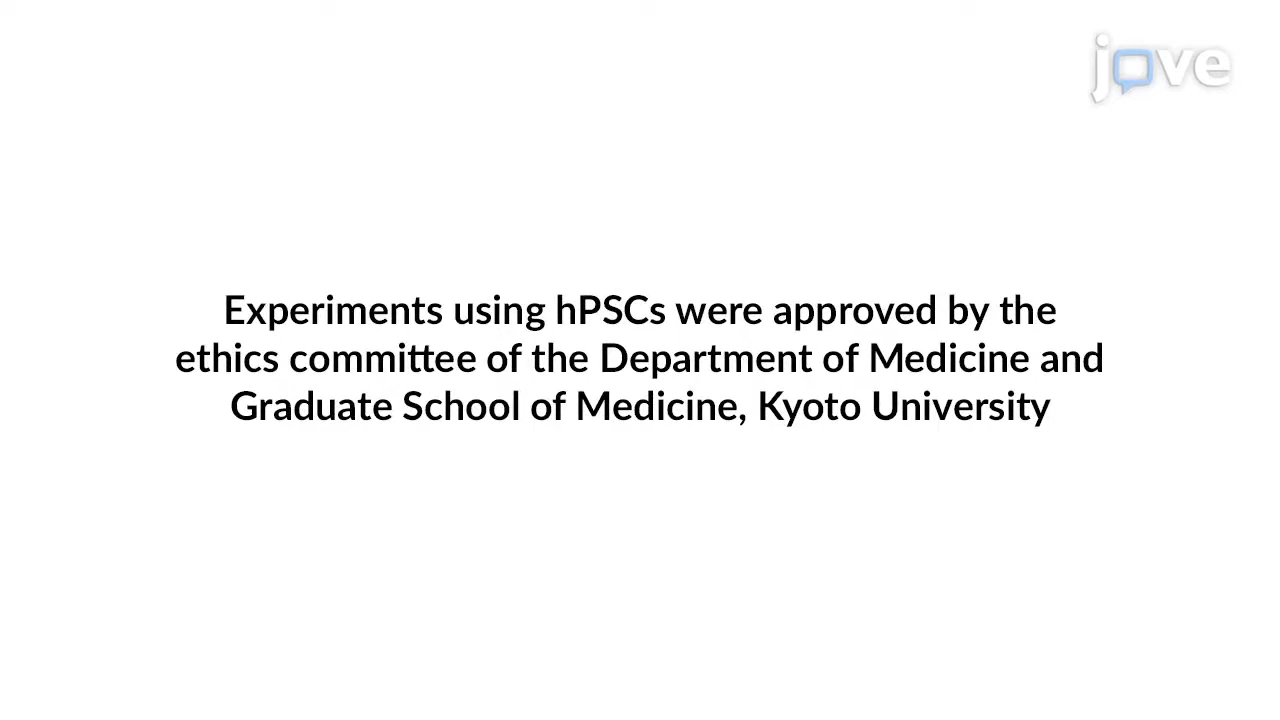 jove
Experiments using hPSCs were approved by the
ethics committee of the Department of Medicine and
Graduate School of Medicine, Kyoto University